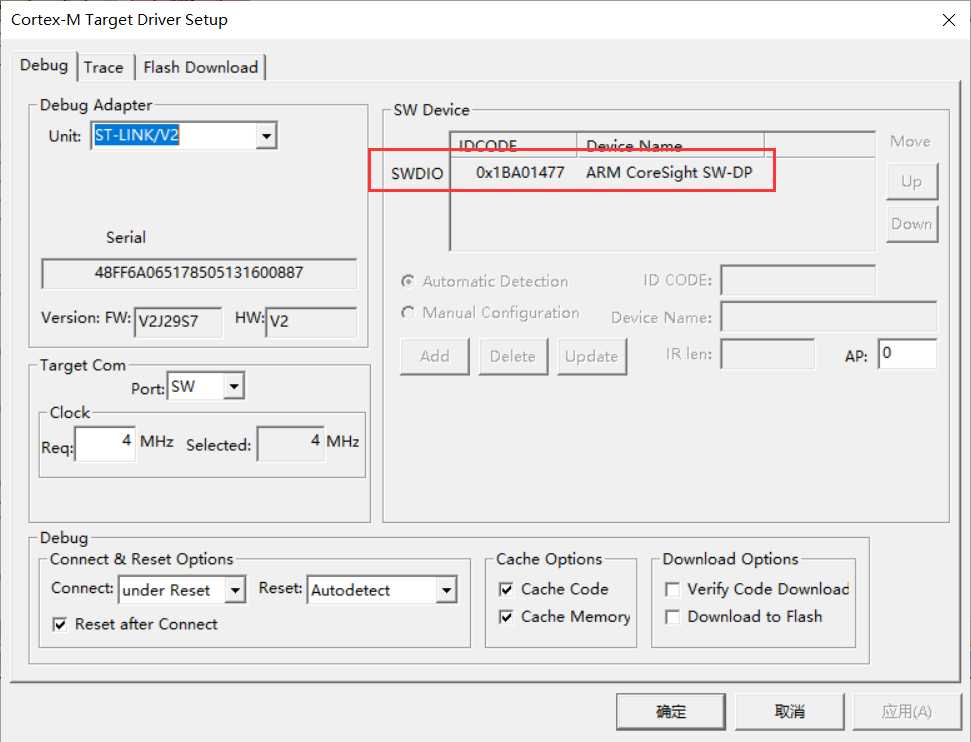 Cortex-M Target Driver Setup
Debug Trace Flash Download
Debug Adapter
Unit: ST-LINK/V2
Serial
48FF6A065178505131600887
Version: FW: V2J29S7 HW: V2
Target Com
Port: SW
Clock
Req: 4 MHz Selected: 4 MHz
SW Device
IDCODE Device Name
SWDIO 0x1BA01477 ARM CoreSight SW-DP
Move
Up
Down
Automatic Detection ID CODE:
Manual Configuration Device Name:
Add Delete Update IR len: AP: 0
Debug
Connect & Reset Options
Connect: under Reset Reset: Autodetect
Reset after Connect
Cache Options
Cache Code
Cache Memory
Download Options
Verify Code Download
Download to Flash
确定 取消 应用(A)